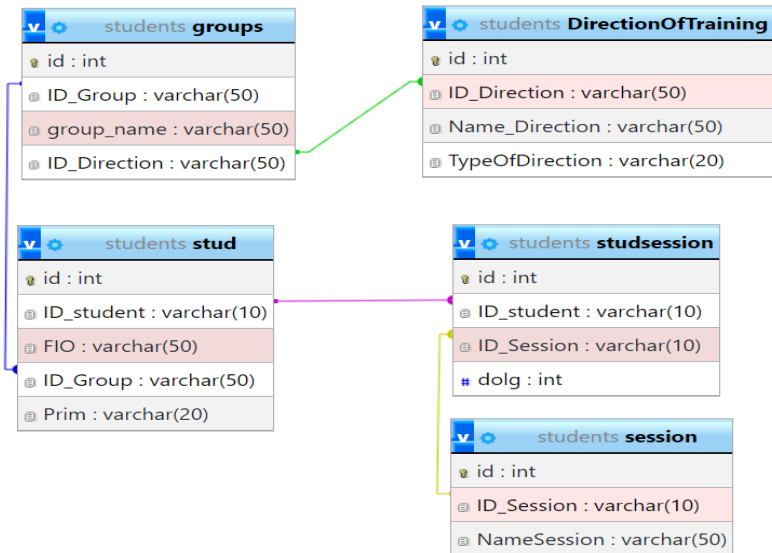 students groups
id : int
ID_Group : varchar(50)
group_name : varchar(50)
ID_Direction : varchar(50)
students DirectionOfTraining
id : int
ID_Direction : varchar(50)
Name_Direction : varchar(50)
TypeOfDirection : varchar(20)
students stud
id : int
ID_student : varchar(10)
FIO : varchar(50)
ID_Group : varchar(50)
Prim : varchar(20)
students studsession
id : int
ID_student : varchar(10)
ID_Session : varchar(10)
# dolg : int
students session
id : int
ID_Session : varchar(10)
NameSession : varchar(50)